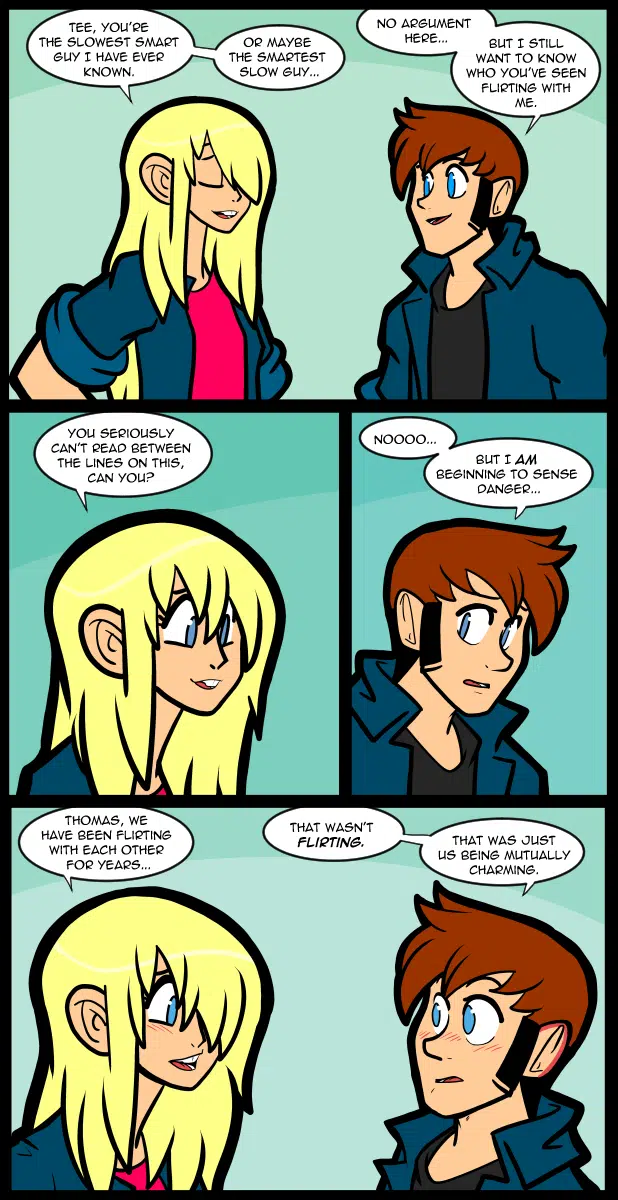 TEE, YOU'RE
THE SLOWEST SMART
GUY I HAVE EVER
KNOWN.
OR MAYBE
THE SMARTEST
SLOW GUY...
NO ARGUMENT
HERE...
BUT I STILL
WANT TO KNOW
WHO YOU'VE SEEN
FLIRTING WITH
ME.
YOU SERIOUSLY
CAN'T READ BETWEEN
THE LINES ON THIS,
CAN YOU?
NOOOO...
BUT I AM
BEGINNING TO SENSE
DANGER...
THOMAS, WE
HAVE BEEN FLIRTING
WITH EACH OTHER
FOR YEARS...
THAT WASN'T
FLIRTING.
THAT WAS JUST
US BEING MUTUALLY
CHARMING.